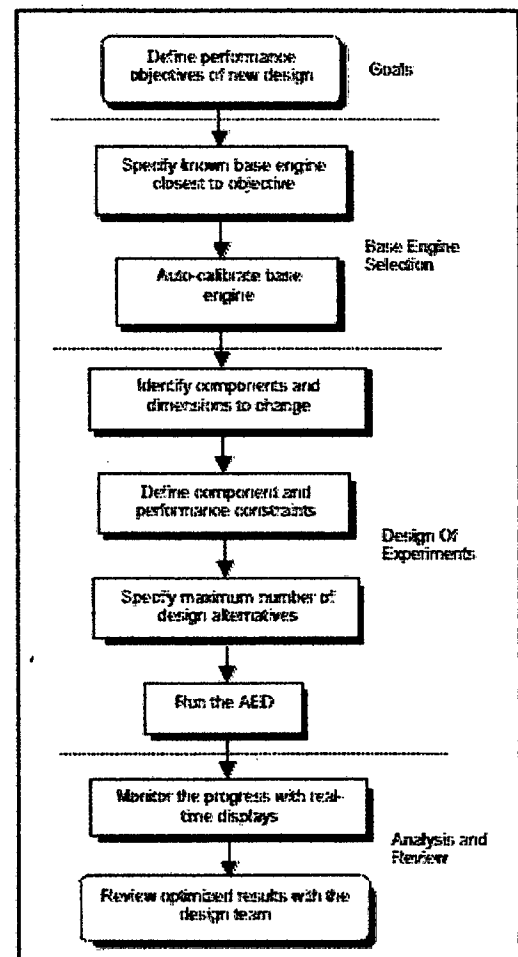 Define performance
objectives of new design
Goals
Specify known base engine
closest to objective
Auto-calibrate base
engine
Base Engine
Selection
Identify components and
dimensions to change
Define component and
performance constraints
Specify maximum number of
design alternatives
Run the AED
Design Of
Experiments
Monitor the progress with real-
time displays
Review optimized results with the
design team
Analysis and
Review